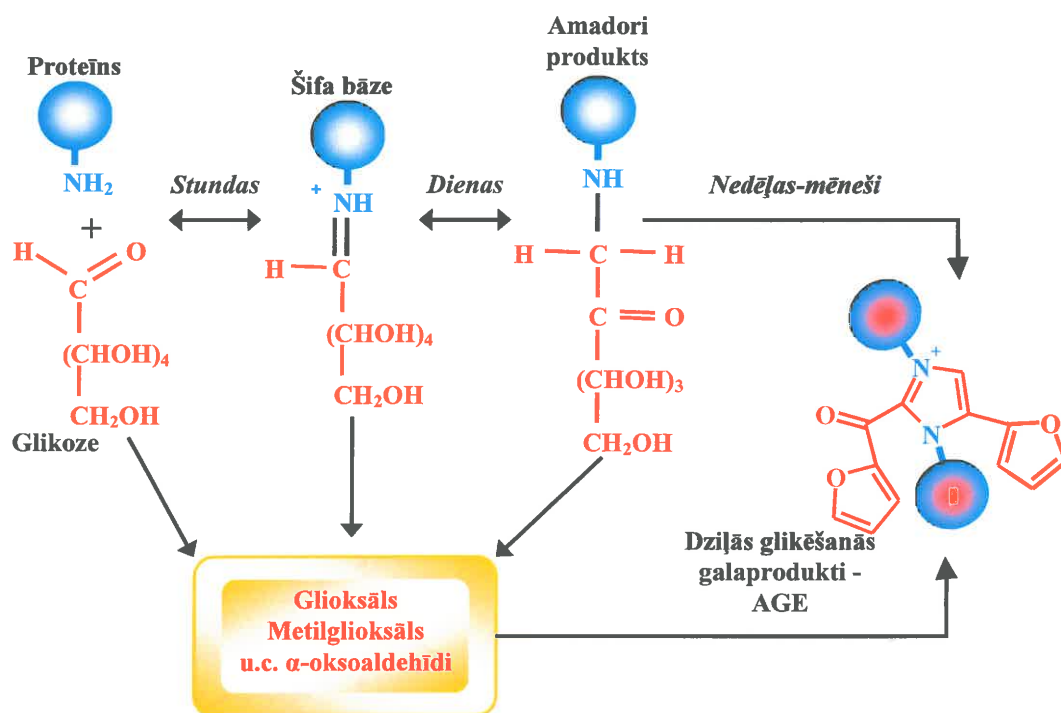 Proteīns
NH₂
+
H
O
C
(CHOH)₄
CH₂OH
Glikoze
Stundas
Šifa bāze
+
NH
H
C
(CHOH)₄
CH₂OH
Dienas
Amadori
produkts
NH
H
C
H
C
O
(CHOH)₃
CH₂OH
Nedēļas-mēneši
N
+
O
N
O
O
Dziļās glikēšanās
galaprodukti -
AGE
Glioksāls
Metilglioksāls
u.c. α-oksoaldehīdi